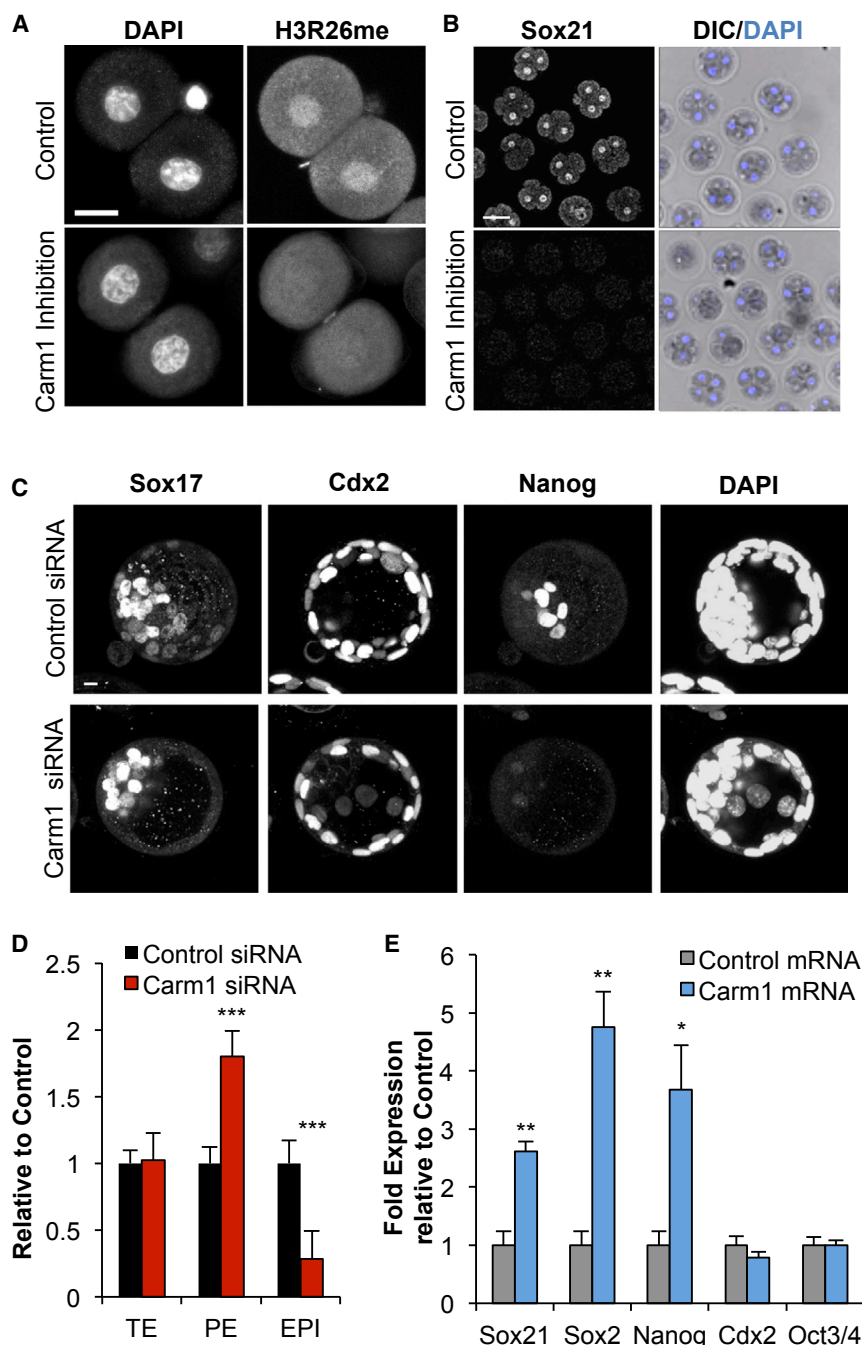 A
DAPI
H3R26me
Control
Carm1 Inhibition
B
Sox21
DIC/DAPI
Control
Carm1 Inhibition
C
Sox17
Cdx2
Nanog
DAPI
Control siRNA
Carm1 siRNA
D
Control siRNA
Carm1 siRNA
Relative to Control
2.5
2
1.5
1
0.5
0
***
***
TE
PE
EPI
E
Control mRNA
Carm1 mRNA
Fold Expression
relative to Control
6
5
4
3
2
1
0
**
**
*
Sox21
Sox2
Nanog
Cdx2
Oct3/4